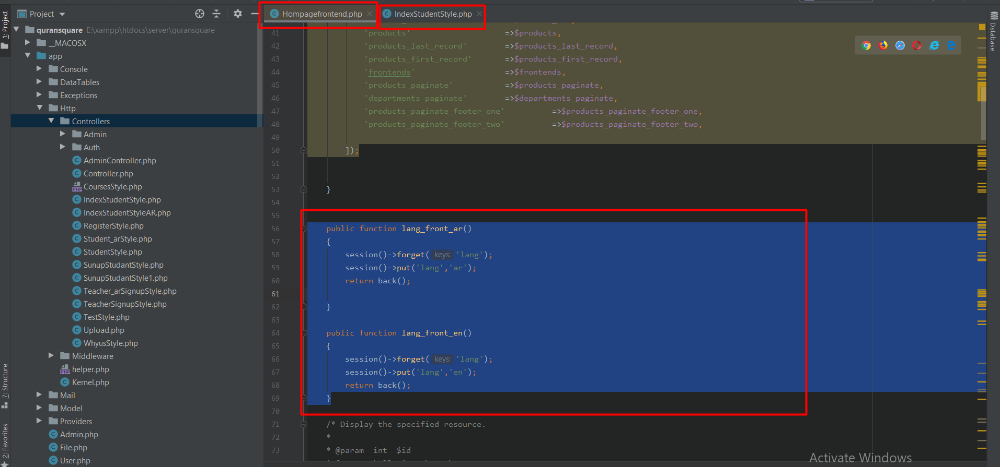 Project
Hompagefrontend.php
IndexStudentStyle.php
1: Project
quransquare E:\xampp\htdocs\server\quransquare
__MACOSX
app
Console
DataTables
Exceptions
Http
Controllers
Admin
Auth
AdminController.php
Controller.php
CoursesStyle.php
IndexStudentStyle.php
IndexStudentStyleAR.php
RegisterStyle.php
Student_arStyle.php
StudentStyle.php
SunupStudantStyle.php
SunupStudantStyle1.php
Teacher_arSignupStyle.php
TeacherSignupStyle.php
TestStyle.php
Upload.php
WhyusStyle.php
Middleware
helper.php
Kernel.php
Mail
Model
Providers
Admin.php
File.php
User.php
7: Structure
2: Favorites
41 'products' =>$products,
42 'products_last_record' =>$products_last_record,
43 'products_first_record' =>$products_first_record,
44 'frontends' =>$frontends,
45 'products_paginate' =>$products_paginate,
46 'departments_paginate' =>$departments_paginate,
47 'products_paginate_footer_one' =>$products_paginate_footer_one,
48 'products_paginate_footer_two' =>$products_paginate_footer_two,
49
50 ]);
51
52
53 }
54
55
56 public function lang_front_ar()
57 {
58 session()->forget( keys: 'lang');
59 session()->put('lang','ar');
60 return back();
61
62 }
63
64 public function lang_front_en()
65 {
66 session()->forget( keys: 'lang');
67 session()->put('lang','en');
68 return back();
69 }
70
71 /* Display the specified resource.
72 *
73 * @param int $id
Database
Activate Windows